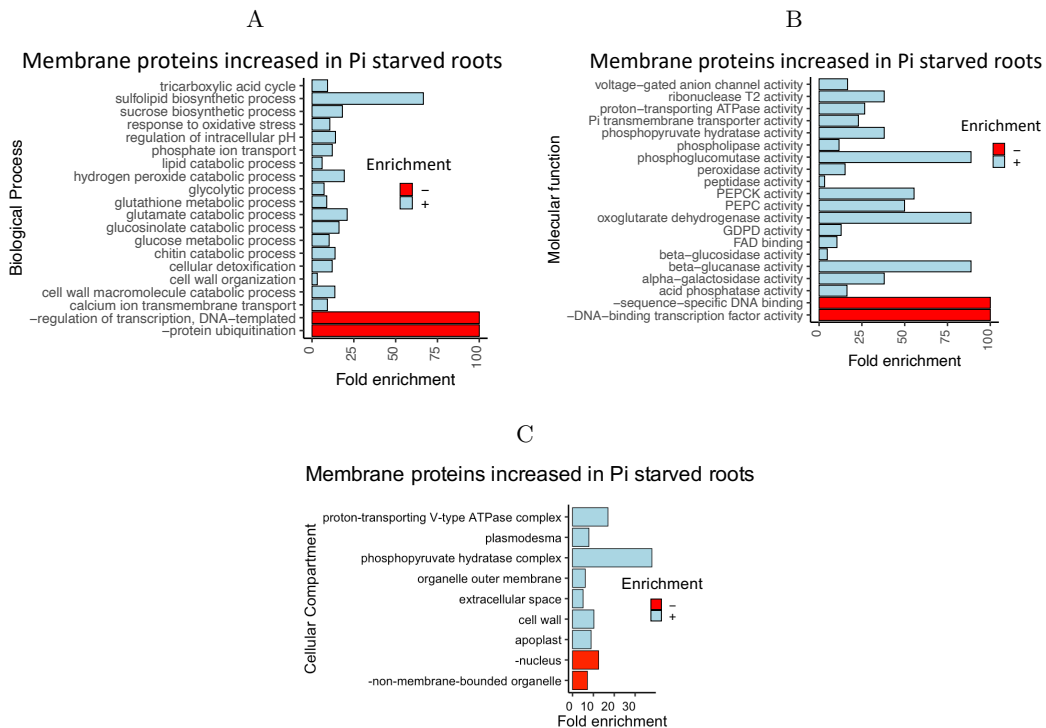 A
Membrane proteins increased in Pi starved roots
Biological Process
tricarboxylic acid cycle
sulfolipid biosynthetic process
sucrose biosynthetic process
response to oxidative stress
regulation of intracellular pH
phosphate ion transport
lipid catabolic process
hydrogen peroxide catabolic process
glycolytic process
glutathione metabolic process
glutamate catabolic process
glucosinolate catabolic process
glucose metabolic process
chitin catabolic process
cellular detoxification
cell wall organization
cell wall macromolecule catabolic process
calcium ion transmembrane transport
-regulation of transcription, DNA-templated
-protein ubiquitination
0 25 50 75 100
Fold enrichment
Enrichment
−
+
B
Membrane proteins increased in Pi starved roots
Molecular function
voltage-gated anion channel activity
ribonuclease T2 activity
proton-transporting ATPase activity
Pi transmembrane transporter activity
phosphopyruvate hydratase activity
phospholipase activity
phosphoglucomutase activity
peroxidase activity
peptidase activity
PEPCK activity
PEPC activity
oxoglutarate dehydrogenase activity
GDPD activity
FAD binding
beta-glucosidase activity
beta-glucanase activity
alpha-galactosidase activity
acid phosphatase activity
-sequence-specific DNA binding
-DNA-binding transcription factor activity
0 25 50 75 100
Fold enrichment
Enrichment
−
+
C
Membrane proteins increased in Pi starved roots
Cellular Compartment
proton-transporting V-type ATPase complex
plasmodesma
phosphopyruvate hydratase complex
organelle outer membrane
extracellular space
cell wall
apoplast
-nucleus
-non-membrane-bounded organelle
0 10 20 30
Fold enrichment
Enrichment
−
+